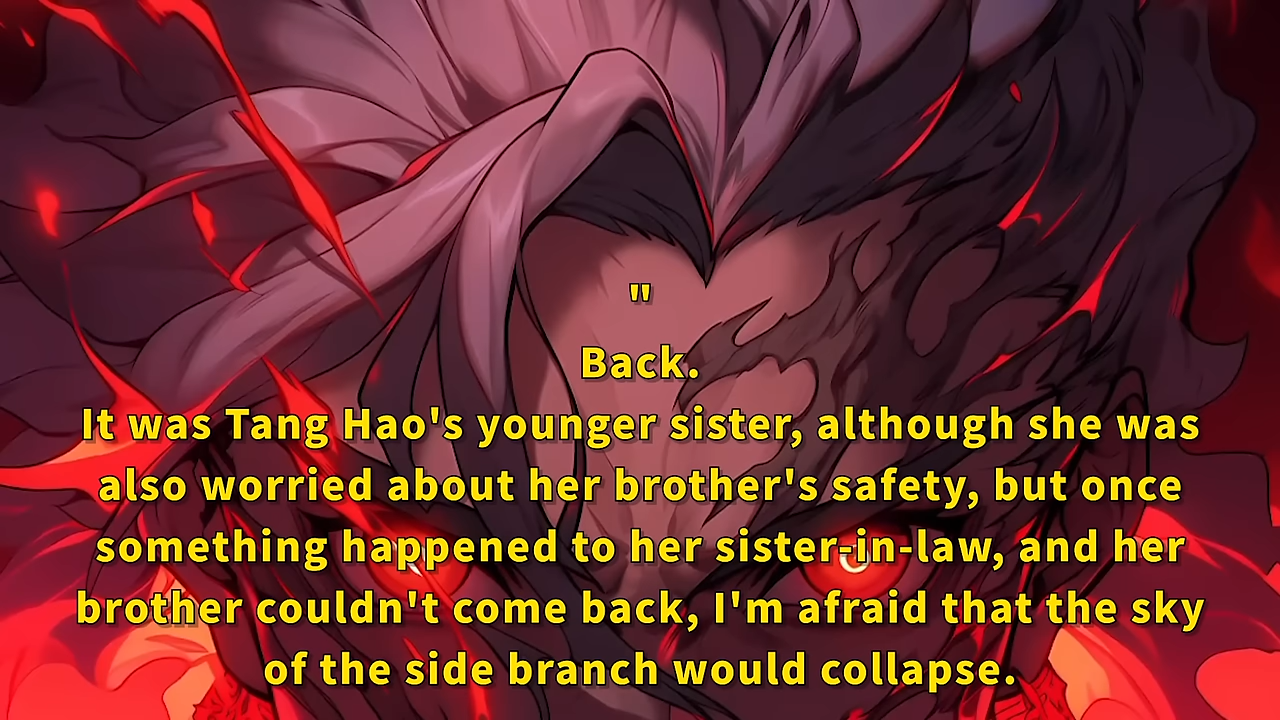 "
Back.
It was Tang Hao's younger sister, although she was
also worried about her brother's safety, but once
something happened to her sister-in-law, and her
brother couldn't come back, I'm afraid that the sky
of the side branch would collapse.